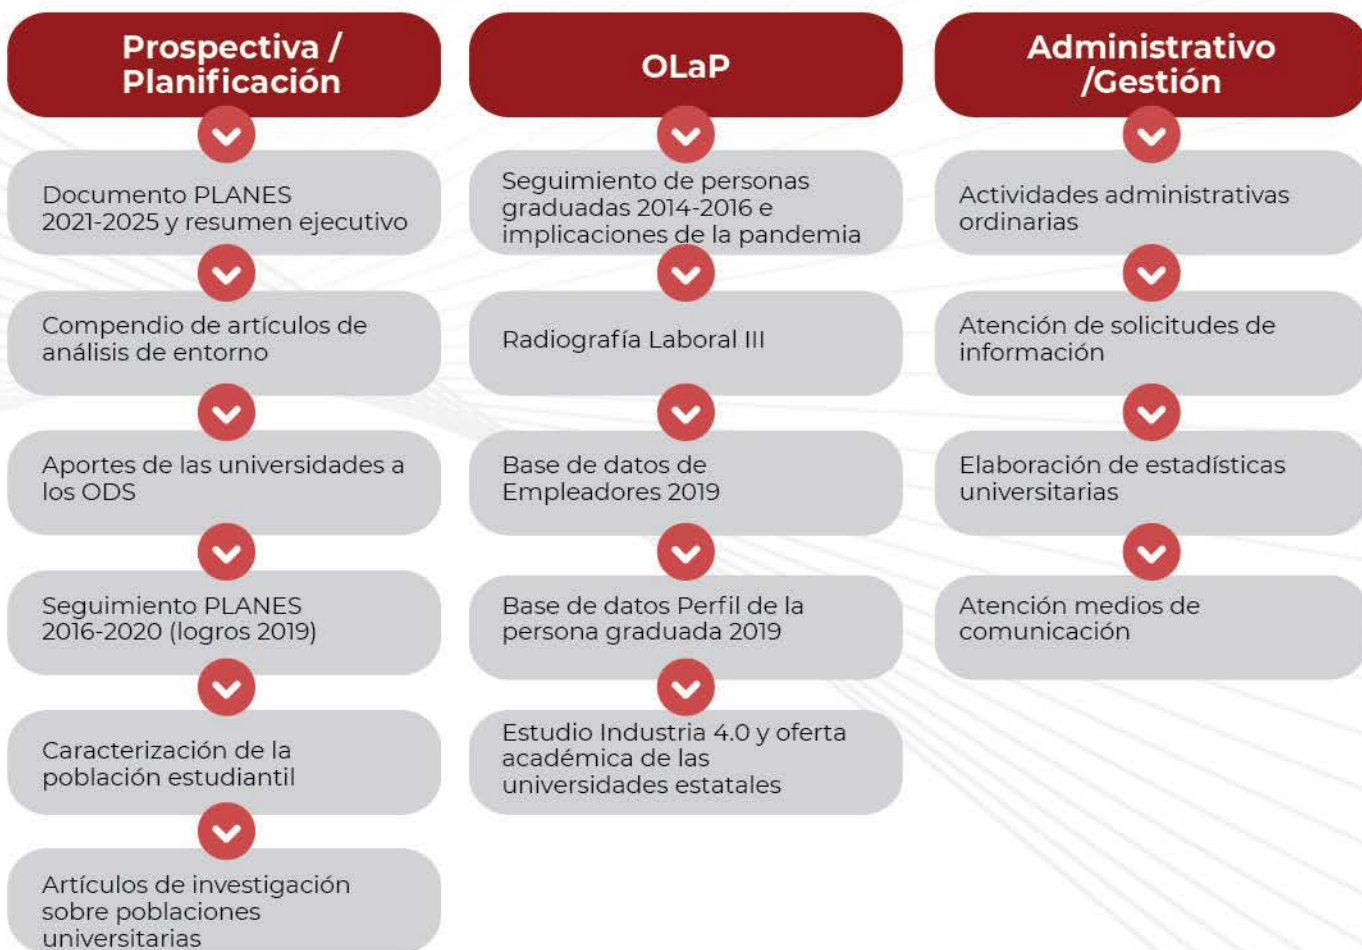 Prospectiva /
Planificación
Documento PLANES
2021-2025 y resumen ejecutivo
Compendio de artículos de
análisis de entorno
Aportes de las universidades a
los ODS
Seguimiento PLANES
2016-2020 (logros 2019)
Caracterización de la
población estudiantil
Artículos de investigación
sobre poblaciones
universitarias
OLaP
Seguimiento de personas
graduadas 2014-2016 e
implicaciones de la pandemia
Radiografía Laboral III
Base de datos de
Empleadores 2019
Base de datos Perfil de la
persona graduada 2019
Estudio Industria 4.0 y oferta
académica de las
universidades estatales
Administrativo
/Gestión
Actividades administrativas
ordinarias
Atención de solicitudes de
información
Elaboración de estadísticas
universitarias
Atención medios de
comunicación